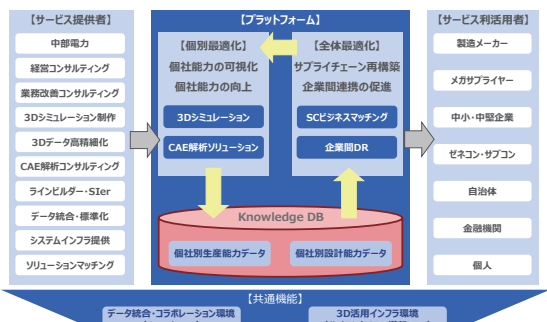 【サービス提供者】
中部電力
経営コンサルティング
業務改善コンサルティング
3Dシミュレーション制作
3Dデータ高精細化
CAE解析コンサルティング
ラインビルダー・SIer
データ統合・標準化
システムインフラ提供
ソリューションマッチング
【プラットフォーム】
【個別最適化】
個社能力の可視化
個社能力の向上
3Dシミュレーション
CAE解析ソリューション
【全体最適化】
サプライチェーン再構築
企業間連携の促進
SCビジネスマッチング
企業間DR
Knowledge DB
個社別生産能力データ
個社別設計能力データ
【サービス利活用者】
製造メーカー
メガサプライヤー
中小・中堅企業
ゼネコン・サブコン
自治体
金融機関
個人
【共通機能】
データ統合・コラボレーション環境
3D活用インフラ環境